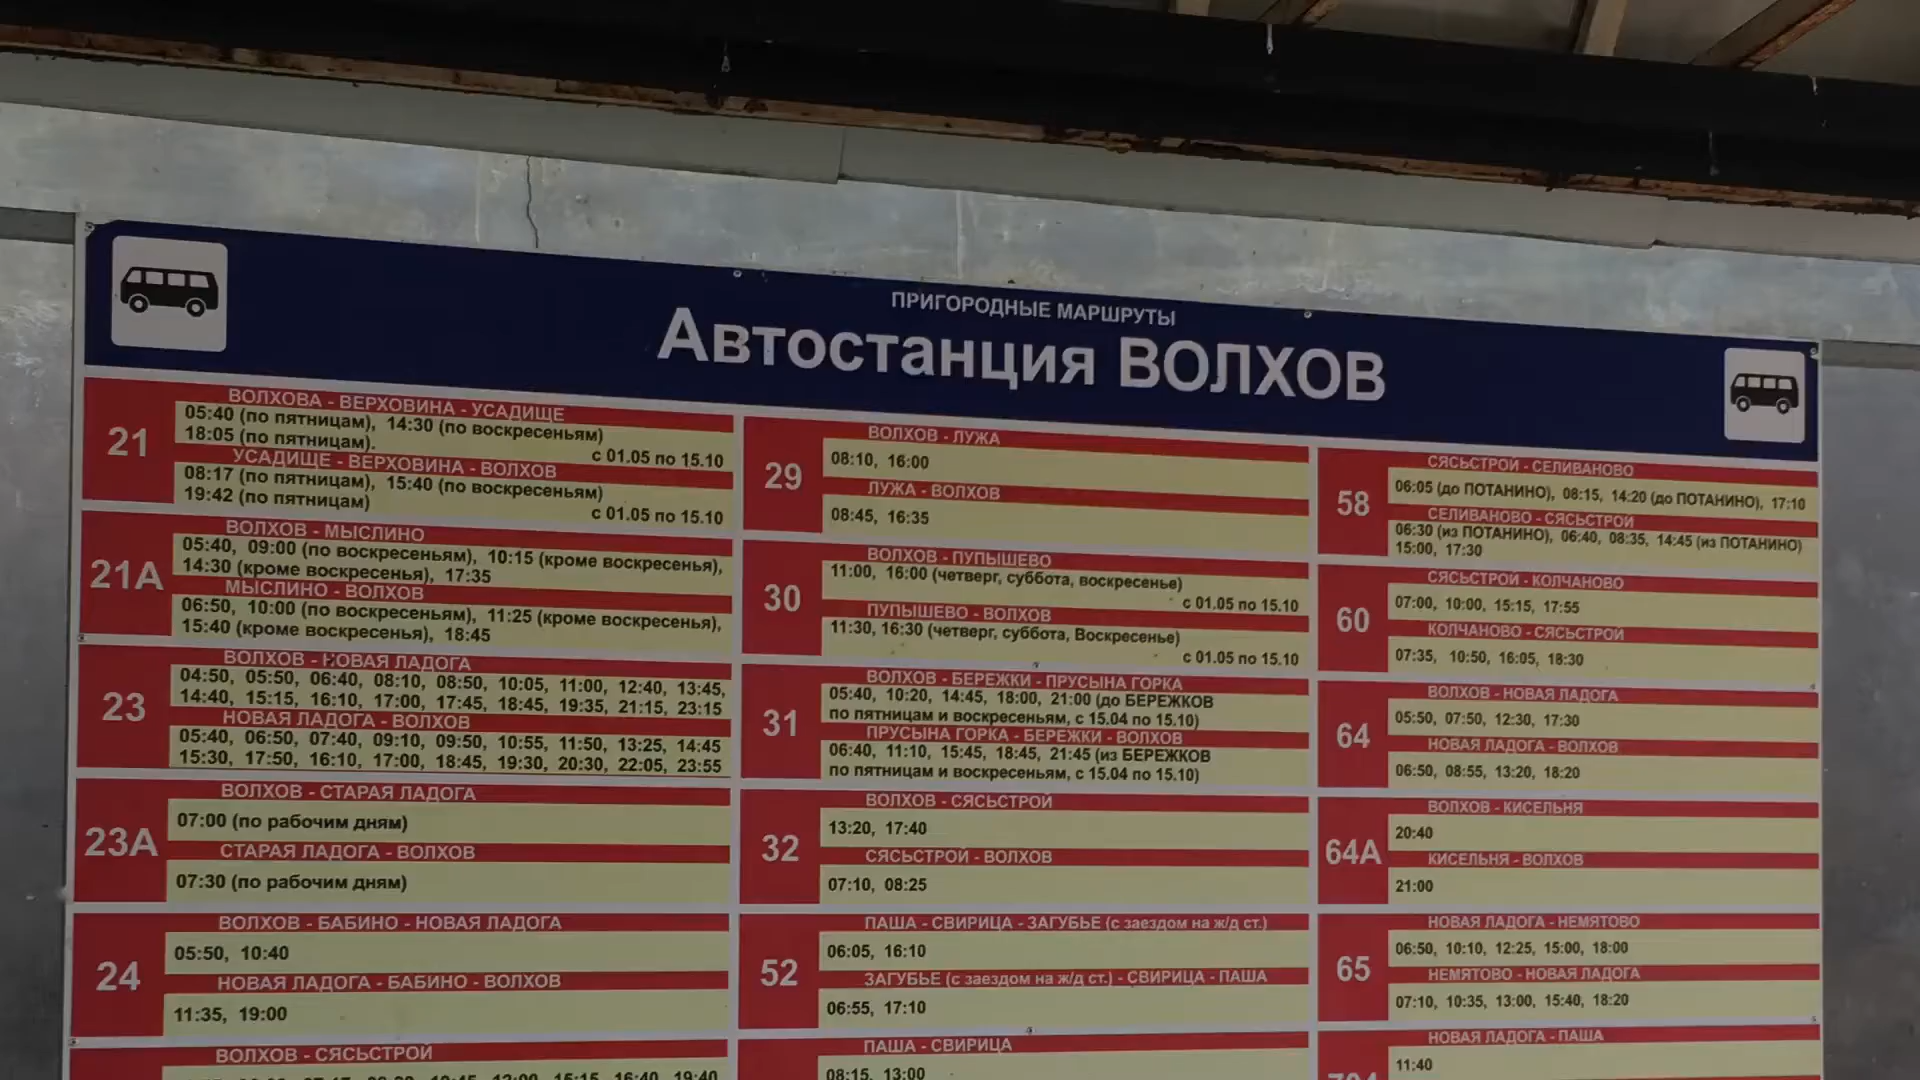 ПРИГОРОДНЫЕ МАРШРУТЫ
Автостанция ВОЛХОВ
21
ВОЛХОВА - ВЕРХОВИНА - УСАДИЩЕ
05:40 (по пятницам), 14:30 (по воскресеньям)
18:05 (по пятницам).
с 01.05 по 15.10
УСАДИЩЕ - ВЕРХОВИНА - ВОЛХОВ
08:17 (по пятницам), 15:40 (по воскресеньям)
19:42 (по пятницам)
с 01.05 по 15.10
21А
ВОЛХОВ - МЫСЛИНО
05:40, 09:00 (по воскресеньям), 10:15 (кроме воскресенья),
14:30 (кроме воскресенья), 17:35
МЫСЛИНО - ВОЛХОВ
06:50, 10:00 (по воскресеньям), 11:25 (кроме воскресенья),
15:40 (кроме воскресенья), 18:45
23
ВОЛХОВ - НОВАЯ ЛАДОГА
04:50, 05:50, 06:40, 08:10, 08:50, 10:05, 11:00, 12:40, 13:45,
14:40, 15:15, 16:10, 17:00, 17:45, 18:45, 19:35, 21:15, 23:15
НОВАЯ ЛАДОГА - ВОЛХОВ
05:40, 06:50, 07:40, 09:10, 09:50, 10:55, 11:50, 13:25, 14:45
15:30, 17:50, 16:10, 17:00, 18:45, 19:30, 20:30, 22:05, 23:55
23А
ВОЛХОВ - СТАРАЯ ЛАДОГА
07:00 (по рабочим дням)
СТАРАЯ ЛАДОГА - ВОЛХОВ
07:30 (по рабочим дням)
24
ВОЛХОВ - БАБИНО - НОВАЯ ЛАДОГА
05:50, 10:40
НОВАЯ ЛАДОГА - БАБИНО - ВОЛХОВ
11:35, 19:00
ВОЛХОВ - СЯСЬСТРОЙ
29
ВОЛХОВ - ЛУЖА
08:10, 16:00
ЛУЖА - ВОЛХОВ
08:45, 16:35
30
ВОЛХОВ - ПУПЫШЕВО
11:00, 16:00 (четверг, суббота, воскресенье)
с 01.05 по 15.10
ПУПЫШЕВО - ВОЛХОВ
11:30, 16:30 (четверг, суббота, Воскресенье)
с 01.05 по 15.10
31
ВОЛХОВ - БЕРЕЖКИ - ПРУСЫНА ГОРКА
05:40, 10:20, 14:45, 18:00, 21:00 (до БЕРЕЖКОВ
по пятницам и воскресеньям, с 15.04 по 15.10)
ПРУСЫНА ГОРКА - БЕРЕЖКИ - ВОЛХОВ
06:40, 11:10, 15:45, 18:45, 21:45 (из БЕРЕЖКОВ
по пятницам и воскресеньям, с 15.04 по 15.10)
32
ВОЛХОВ - СЯСЬСТРОЙ
13:20, 17:40
СЯСЬСТРОЙ - ВОЛХОВ
07:10, 08:25
52
ПАША - СВИРИЦА - ЗАГУБЬЕ (с заездом на ж/д ст.)
06:05, 16:10
ЗАГУБЬЕ (с заездом на ж/д ст.) - СВИРИЦА - ПАША
06:55, 17:10
ПАША - СВИРИЦА
08:15, 13:00
58
СЯСЬСТРОЙ - СЕЛИВАНОВО
06:05 (до ПОТАНИНО), 08:15, 14:20 (до ПОТАНИНО), 17:10
СЕЛИВАНОВО - СЯСЬСТРОЙ
06:30 (из ПОТАНИНО), 06:40, 08:35, 14:45 (из ПОТАНИНО)
15:00, 17:30
60
СЯСЬСТРОЙ - КОЛЧАНОВО
07:00, 10:00, 15:15, 17:55
КОЛЧАНОВО - СЯСЬСТРОЙ
07:35, 10:50, 16:05, 18:30
64
ВОЛХОВ - НОВАЯ ЛАДОГА
05:50, 07:50, 12:30, 17:30
НОВАЯ ЛАДОГА - ВОЛХОВ
06:50, 08:55, 13:20, 18:20
64А
ВОЛХОВ - КИСЕЛЬНЯ
20:40
КИСЕЛЬНЯ - ВОЛХОВ
21:00
65
НОВАЯ ЛАДОГА - НЕМЯТОВО
06:50, 10:10, 12:25, 15:00, 18:00
НЕМЯТОВО - НОВАЯ ЛАДОГА
07:10, 10:35, 13:00, 15:40, 18:20
НОВАЯ ЛАДОГА - ПАША
11:40